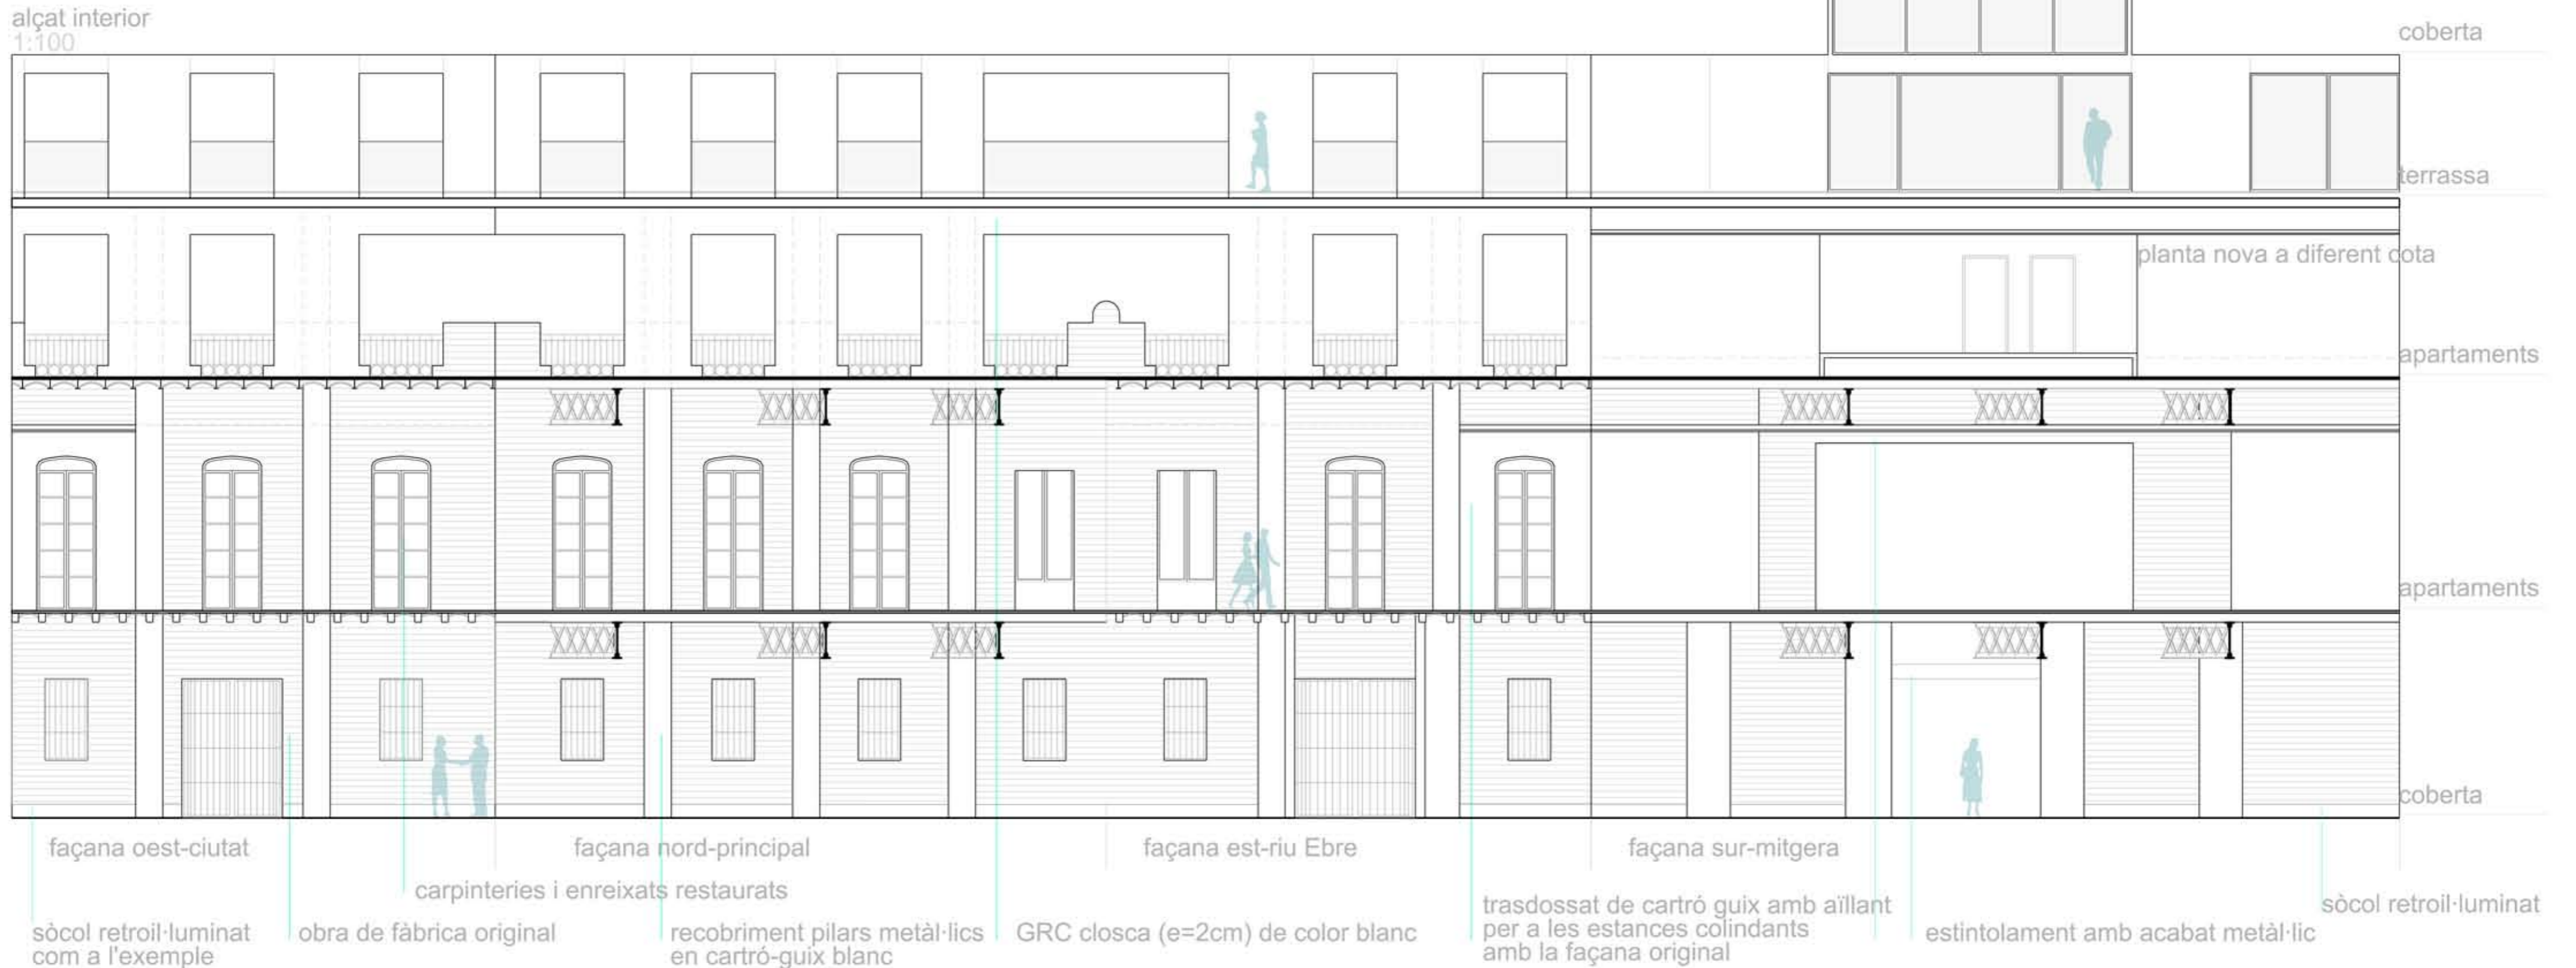 alçat interior
1:100
coberta
terrassa
planta nova a diferent cota
apartaments
apartaments
coberta
façana oest-ciutat
façana nord-principal
façana est-riu Ebre
façana sur-mitgera
carpinteries i enreixats restaurats
sòcol retroil·luminat
com a l'exemple
obra de fàbrica original
recobriment pilars metàl·lics
en cartró-guix blanc
GRC closca (e=2cm) de color blanc
trasdossat de cartró guix amb aïllant
per a les estances colindants
amb la façana original
estintolament amb acabat metàl·lic
sòcol retroil·luminat